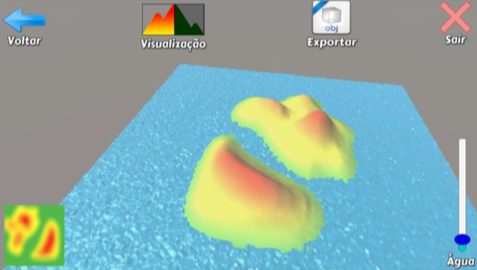 Voltar
Visualização
obj
Exportar
Sair
Água